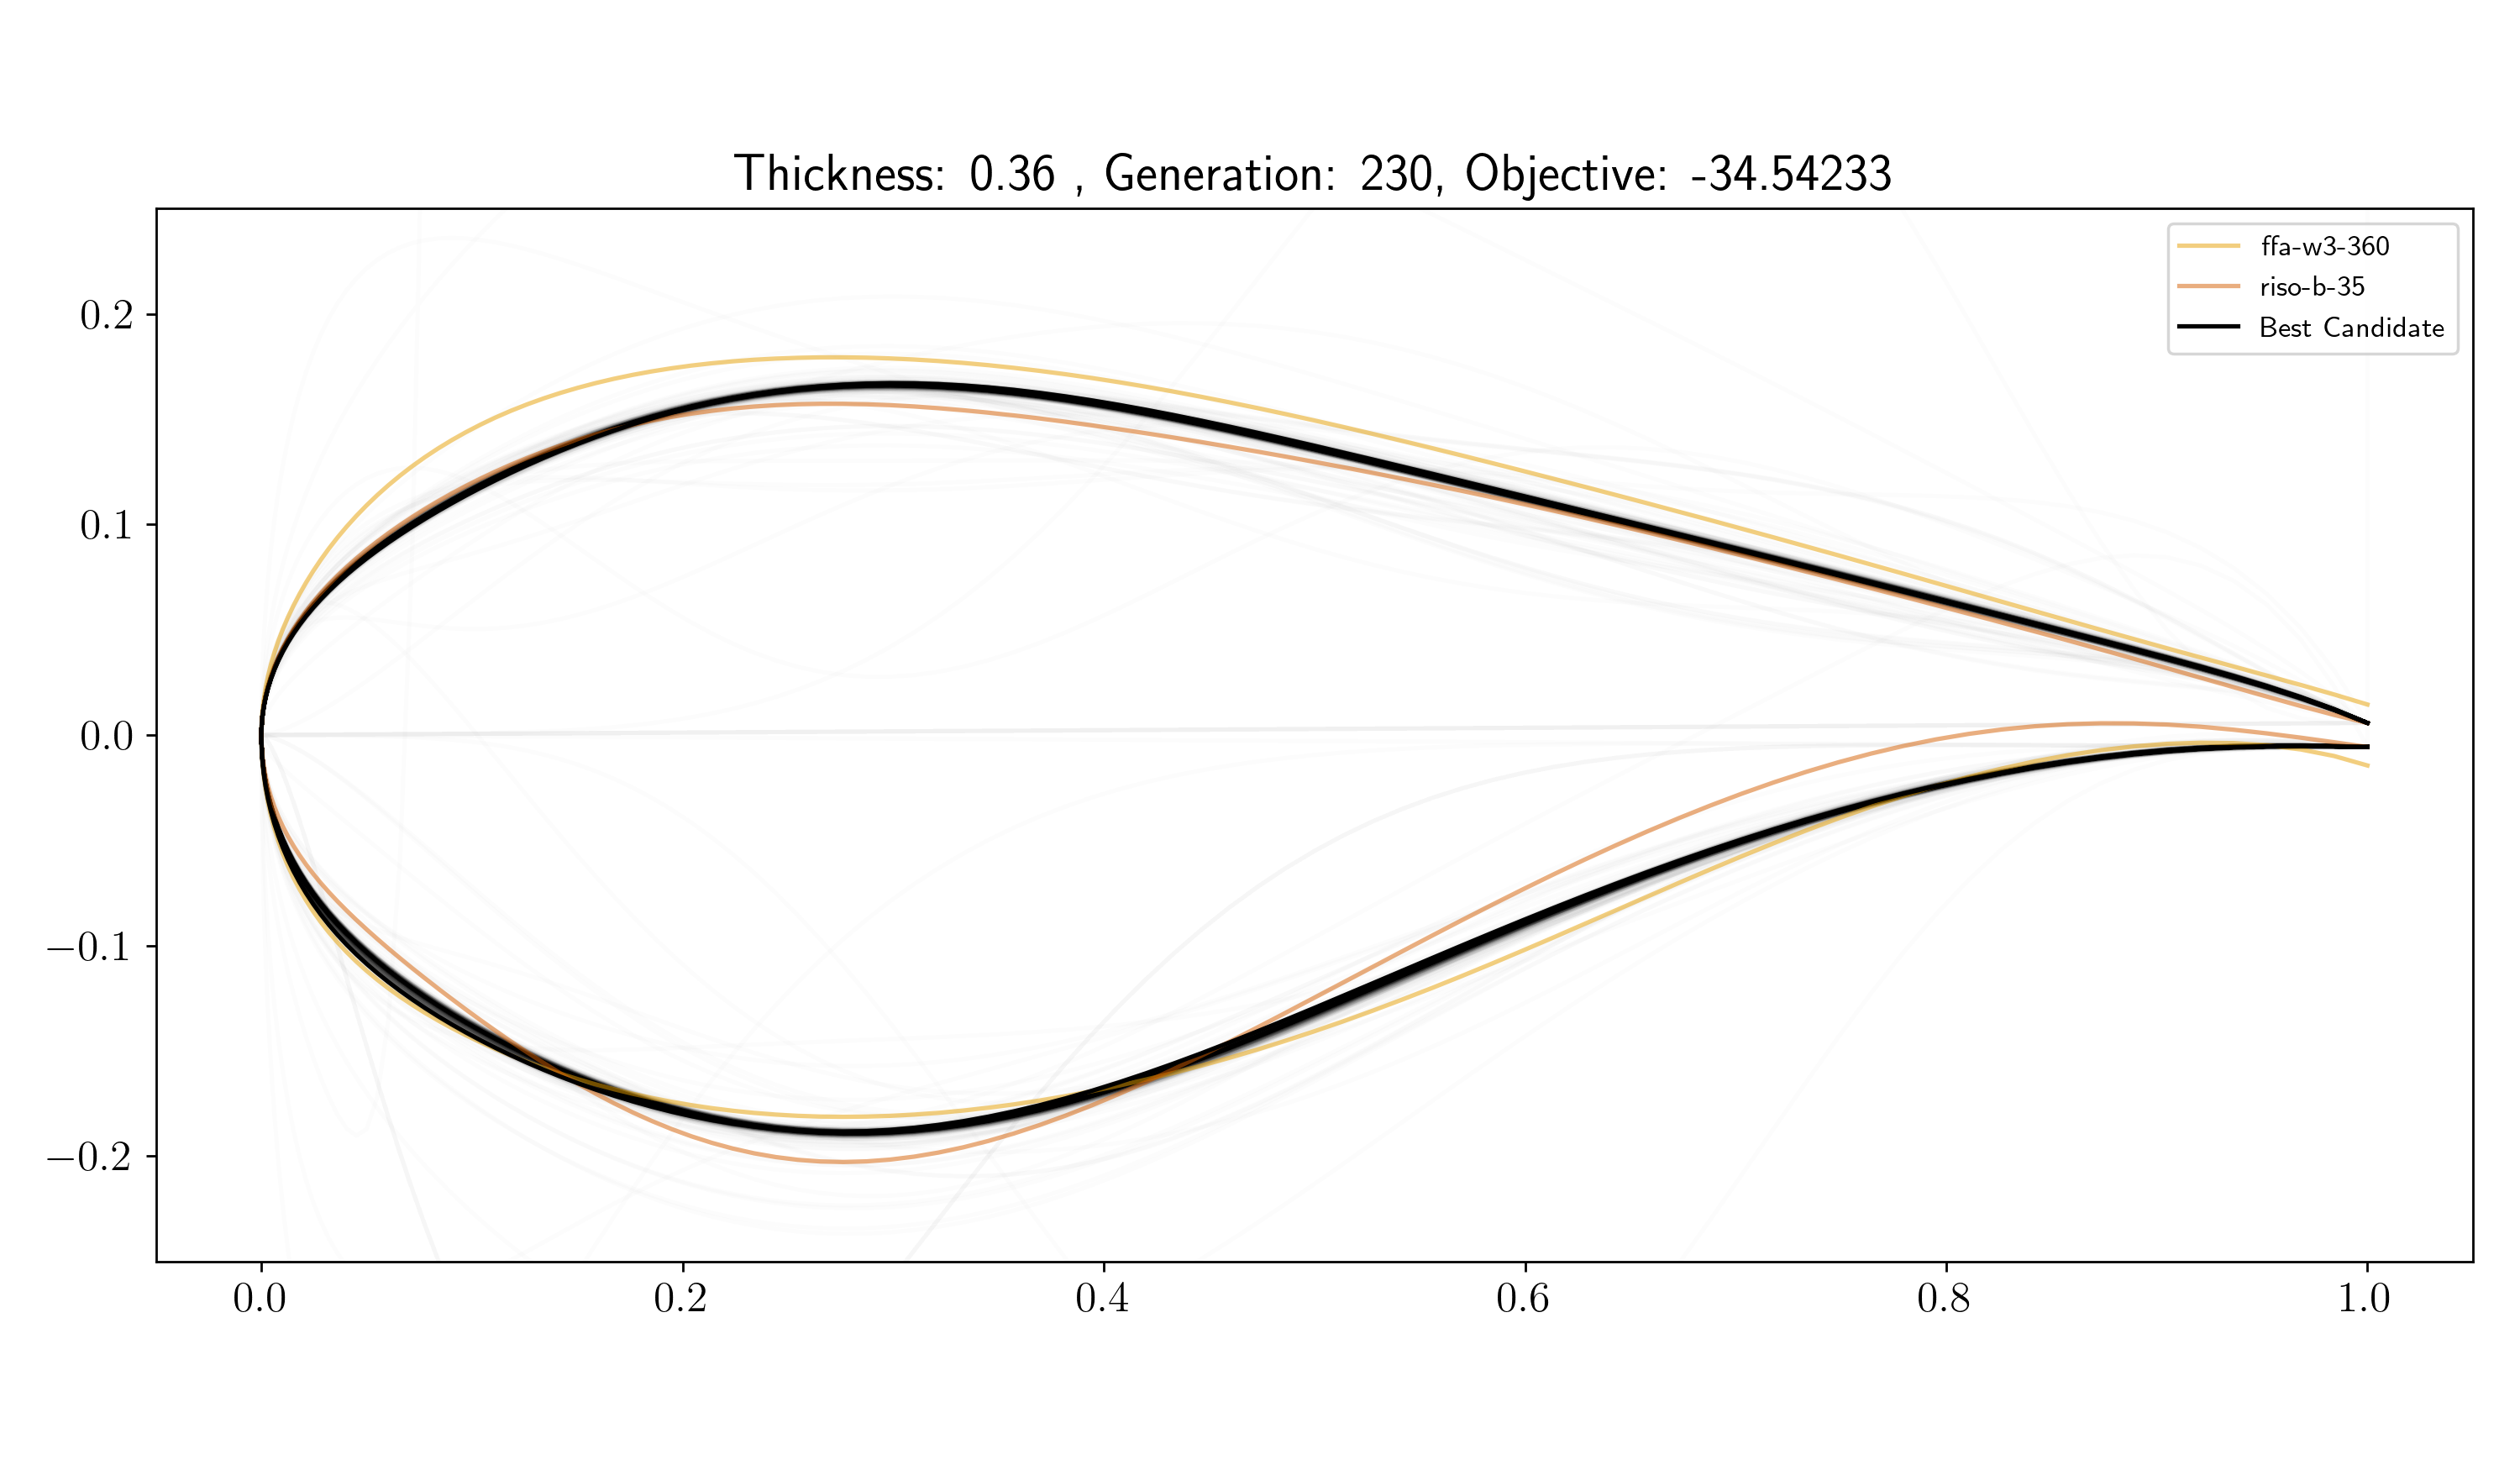 Thickness: 0.36 , Generation: 230, Objective: -34.54233
ffa-w3-360
riso-b-35
Best Candidate
0.2
0.1
0.0
−0.1
−0.2
0.0 0.2 0.4 0.6 0.8 1.0